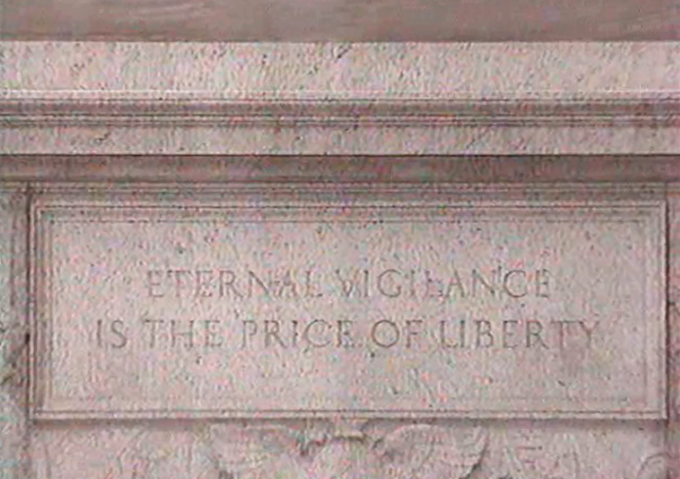 ETERNAL VIGILANCE
IS THE PRICE OF LIBERTY